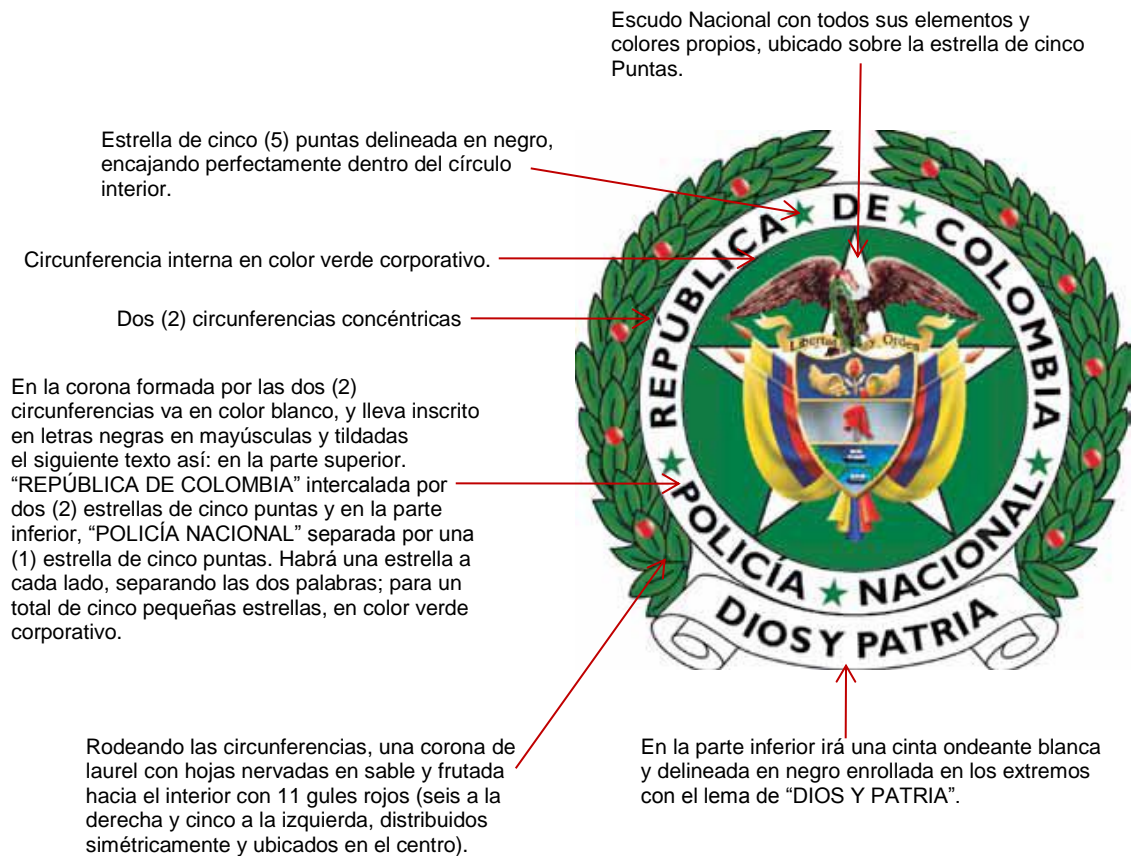 Escudo Nacional con todos sus elementos y
colores propios, ubicado sobre la estrella de cinco
Puntas.
Estrella de cinco (5) puntas delineada en negro,
encajando perfectamente dentro del círculo
interior.
Circunferencia interna en color verde corporativo.
Dos (2) circunferencias concéntricas
En la corona formada por las dos (2)
circunferencias va en color blanco, y lleva inscrito
en letras negras en mayúsculas y tildadas
el siguiente texto así: en la parte superior.
“REPÚBLICA DE COLOMBIA” intercalada por
dos (2) estrellas de cinco puntas y en la parte
inferior, “POLICÍA NACIONAL” separada por una
(1) estrella de cinco puntas. Habrá una estrella a
cada lado, separando las dos palabras; para un
total de cinco pequeñas estrellas, en color verde
corporativo.
REPÚBLICA DE COLOMBIA
Libertad y Orden
POLICÍA NACIONAL
DIOS Y PATRIA
Rodeando las circunferencias, una corona de
laurel con hojas nervadas en sable y frutada
hacia el interior con 11 gules rojos (seis a la
derecha y cinco a la izquierda, distribuidos
simétricamente y ubicados en el centro).
En la parte inferior irá una cinta ondeante blanca
y delineada en negro enrollada en los extremos
con el lema de “DIOS Y PATRIA”.